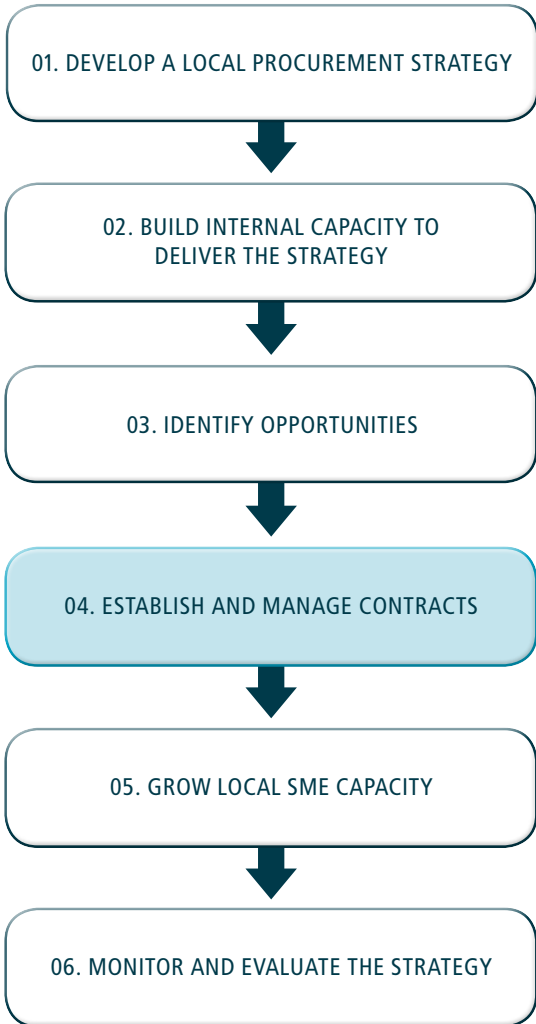 01. DEVELOP A LOCAL PROCUREMENT STRATEGY
02. BUILD INTERNAL CAPACITY TO
DELIVER THE STRATEGY
03. IDENTIFY OPPORTUNITIES
04. ESTABLISH AND MANAGE CONTRACTS
05. GROW LOCAL SME CAPACITY
06. MONITOR AND EVALUATE THE STRATEGY